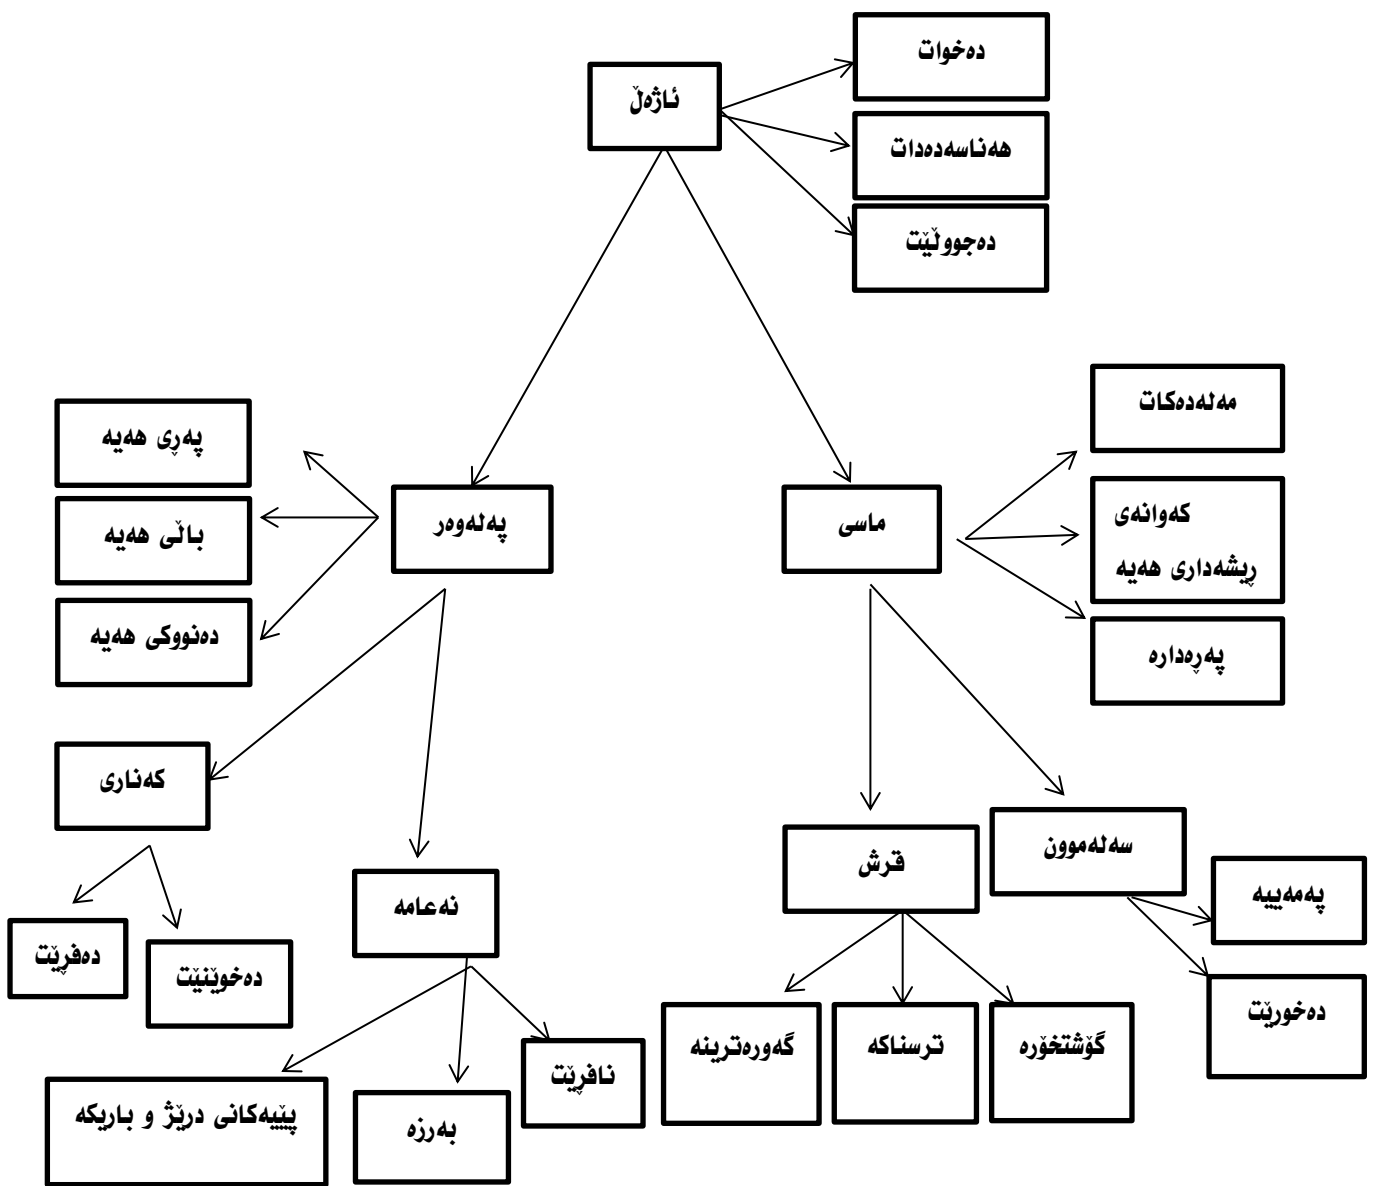 ئاژەڵ
دەخوات
هەناسەدەدات
دەجووڵێت
پەلەوەر
پەڕی هەیە
باڵی هەیە
دەنووکی هەیە
ماسی
مەلەدەکات
کەوانەی
ڕیشەداری هەیە
پەڕەدارە
کەناری
دەفڕێت
دەخوێنێت
نەعامە
پێیەکانی درێژ و باریکە
بەرزە
نافڕێت
قرش
گەورەترینە
ترسناکە
گۆشتخۆرە
سەلەموون
پەمەییە
دەخورێت